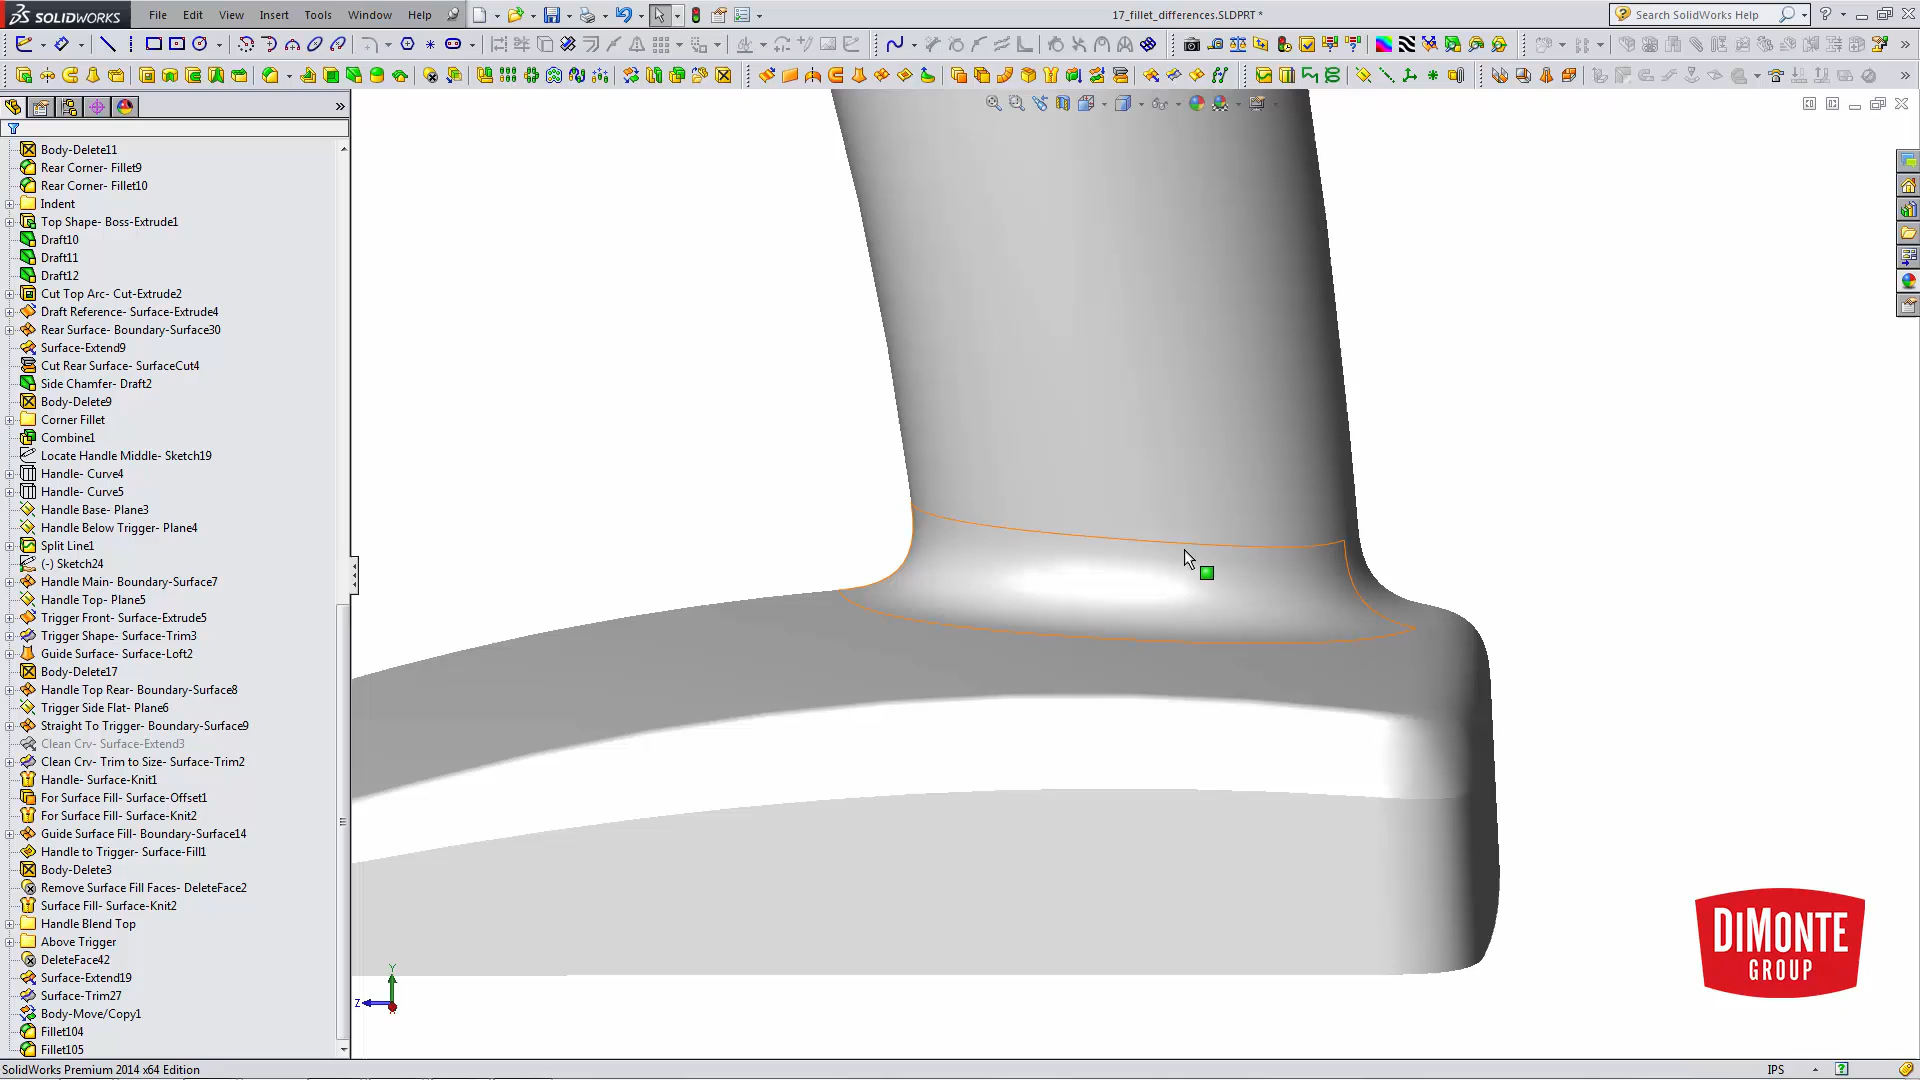 SOLIDWORKS
File Edit View Insert Tools Window Help
17_fillet_differences.SLDPRT *
Search SolidWorks Help
Body-Delete11
Rear Corner- Fillet9
Rear Corner- Fillet10
Indent
Top Shape- Boss-Extrude1
Draft10
Draft11
Draft12
Cut Top Arc- Cut-Extrude2
Draft Reference- Surface-Extrude4
Rear Surface- Boundary-Surface30
Surface-Extend9
Cut Rear Surface- SurfaceCut4
Side Chamfer- Draft2
Body-Delete9
Corner Fillet
Combine1
Locate Handle Middle- Sketch19
Handle- Curve4
Handle- Curve5
Handle Base- Plane3
Handle Below Trigger- Plane4
Split Line1
(-) Sketch24
Handle Main- Boundary-Surface7
Handle Top- Plane5
Trigger Front- Surface-Extrude5
Trigger Shape- Surface-Trim3
Guide Surface- Surface-Loft2
Body-Delete17
Handle Top Rear- Boundary-Surface8
Trigger Side Flat- Plane6
Straight To Trigger- Boundary-Surface9
Clean Crv- Surface-Extend3
Clean Crv- Trim to Size- Surface-Trim2
Handle- Surface-Knit1
For Surface Fill- Surface-Offset1
For Surface Fill- Surface-Knit2
Guide Surface Fill- Boundary-Surface14
Handle to Trigger- Surface-Fill1
Body-Delete3
Remove Surface Fill Faces- DeleteFace2
Surface Fill- Surface-Knit2
Handle Blend Top
Above Trigger
DeleteFace42
Surface-Extend19
Surface-Trim27
Body-Move/Copy1
Fillet104
Fillet105
Y
Z
DIMONTE
GROUP
SolidWorks Premium 2014 x64 Edition
IPS